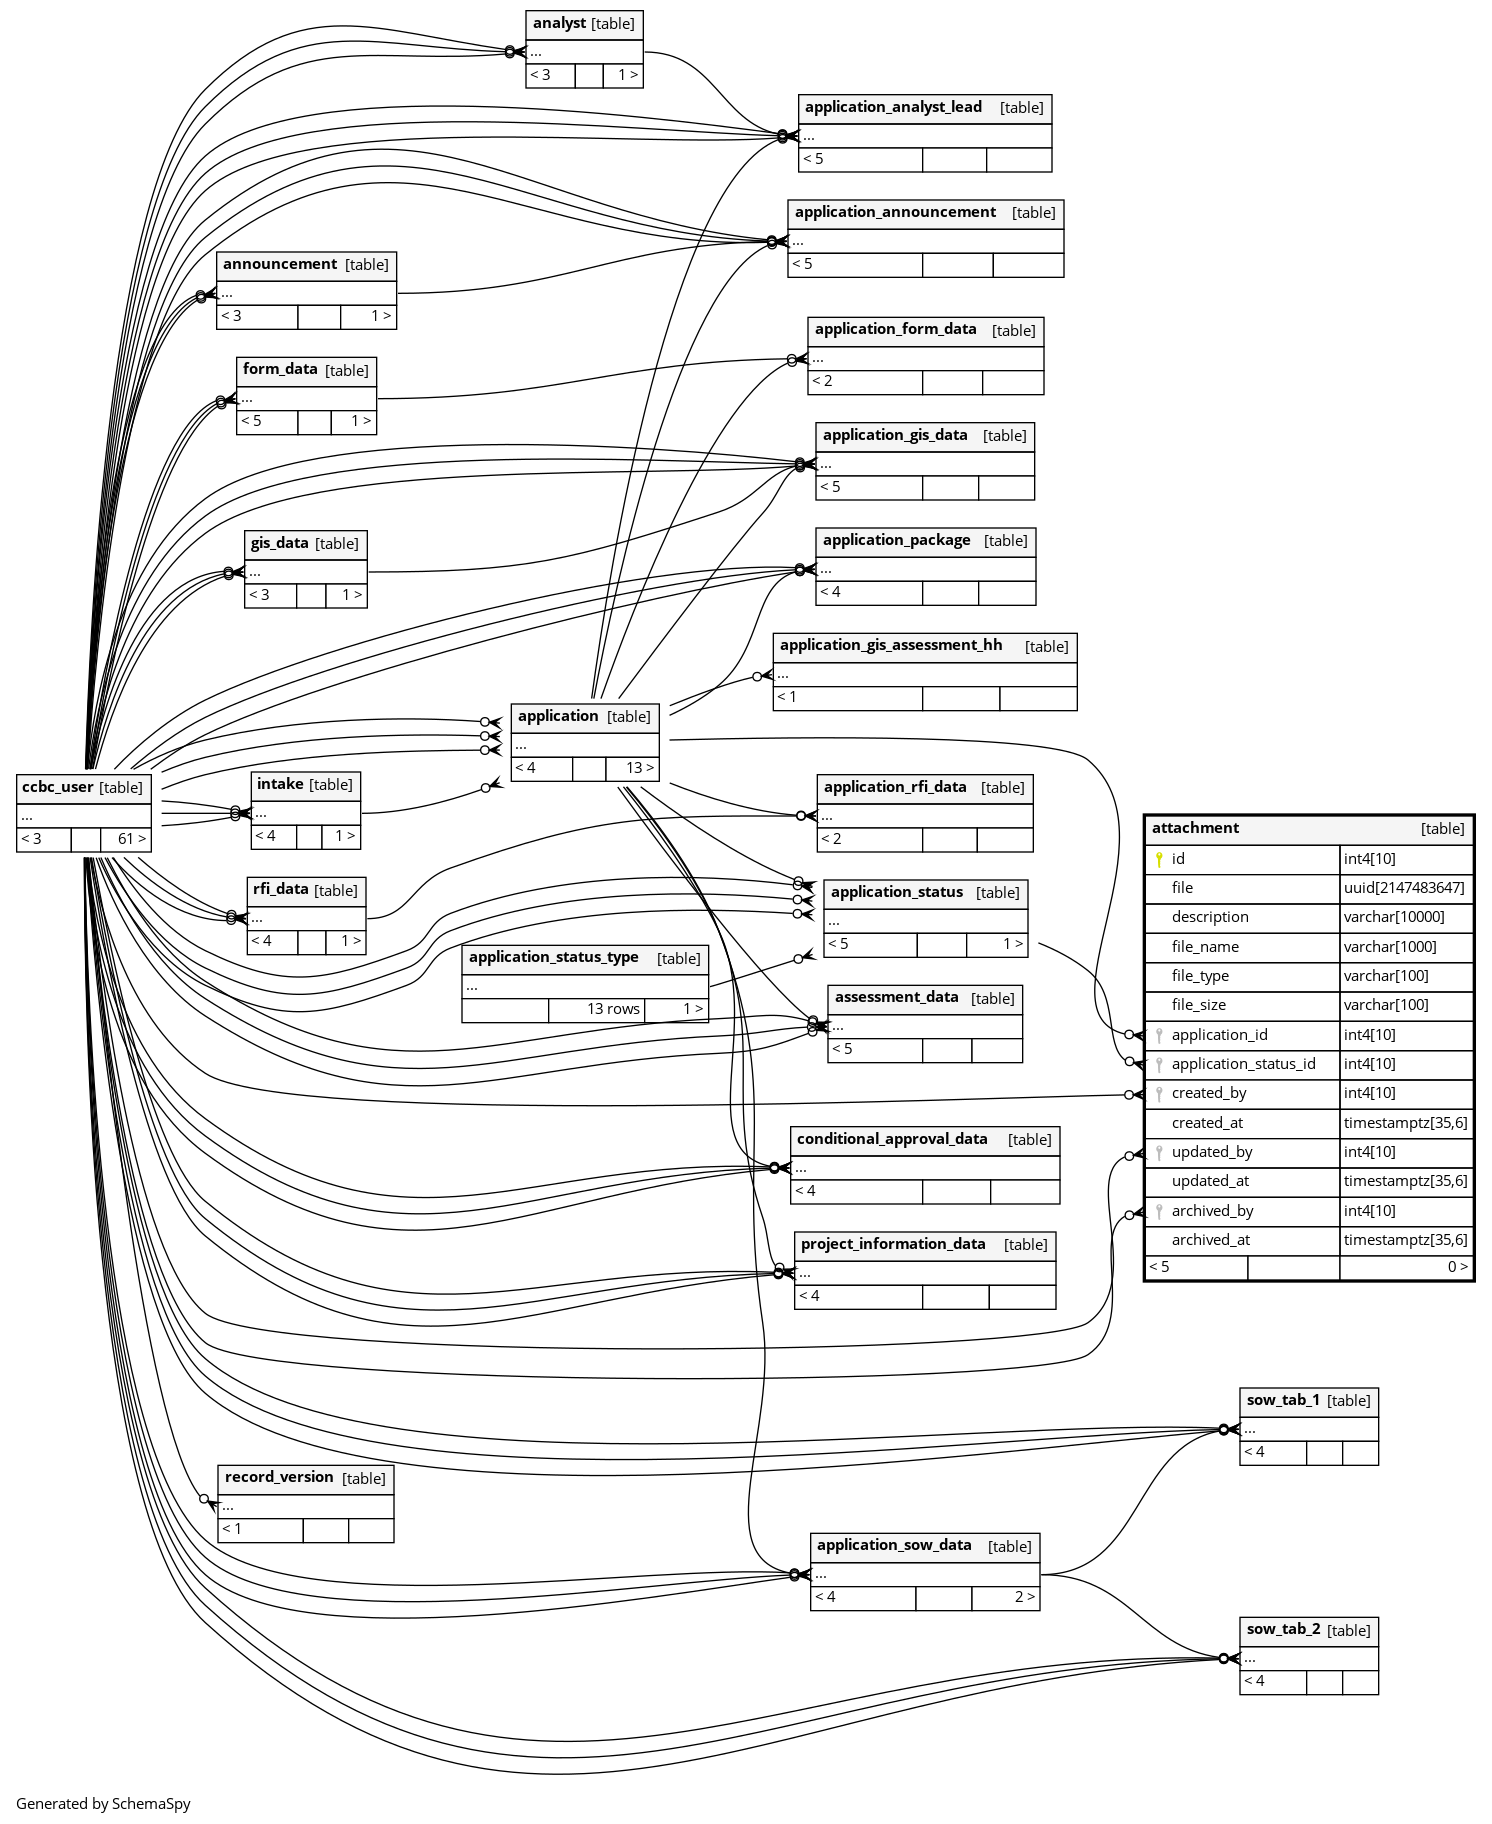 analyst [table]
...
< 3 1 >
application_analyst_lead [table]
...
< 5
application_announcement [table]
...
< 5
announcement [table]
...
< 3 1 >
application_form_data [table]
...
< 2
form_data [table]
...
< 5 1 >
application_gis_data [table]
...
< 5
gis_data [table]
...
< 3 1 >
application_package [table]
...
< 4
application_gis_assessment_hh [table]
...
< 1
application [table]
...
< 4 13 >
ccbc_user [table]
...
< 3 61 >
intake [table]
...
< 4 1 >
application_rfi_data [table]
...
< 2
rfi_data [table]
...
< 4 1 >
application_status [table]
...
< 5 1 >
application_status_type [table]
...
13 rows 1 >
assessment_data [table]
...
< 5
attachment [table]
id int4[10]
file uuid[2147483647]
description varchar[10000]
file_name varchar[1000]
file_type varchar[100]
file_size varchar[100]
application_id int4[10]
application_status_id int4[10]
created_by int4[10]
created_at timestamptz[35,6]
updated_by int4[10]
updated_at timestamptz[35,6]
archived_by int4[10]
archived_at timestamptz[35,6]
< 5 0 >
conditional_approval_data [table]
...
< 4
project_information_data [table]
...
< 4
sow_tab_1 [table]
...
< 4
record_version [table]
...
< 1
application_sow_data [table]
...
< 4 2 >
sow_tab_2 [table]
...
< 4
Generated by SchemaSpy